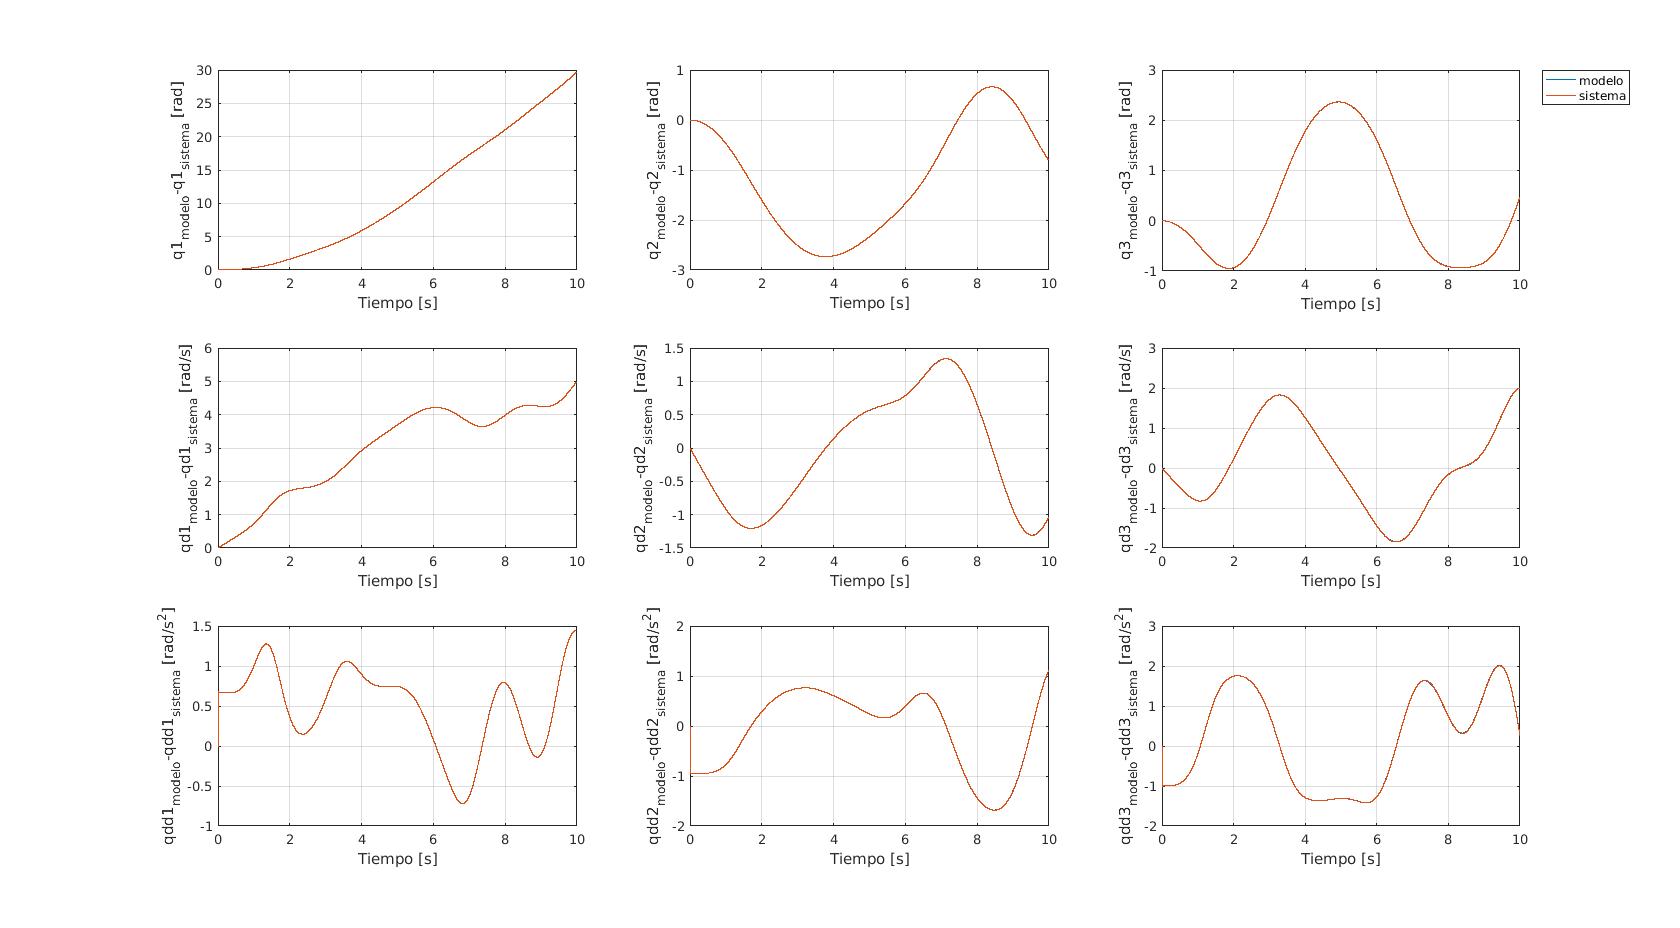 30
25
20
15
10
5
0
q1modelo-q1sistema [rad]
0 2 4 6 8 10
Tiempo [s]
1
0
-1
-2
-3
q2modelo-q2sistema [rad]
0 2 4 6 8 10
Tiempo [s]
3
2
1
0
-1
q3modelo-q3sistema [rad]
0 2 4 6 8 10
Tiempo [s]
modelo
sistema
6
5
4
3
2
1
0
qd1modelo-qd1sistema [rad/s]
0 2 4 6 8 10
Tiempo [s]
1.5
1
0.5
0
-0.5
-1
-1.5
qd2modelo-qd2sistema [rad/s]
0 2 4 6 8 10
Tiempo [s]
3
2
1
0
-1
-2
qd3modelo-qd3sistema [rad/s]
0 2 4 6 8 10
Tiempo [s]
1.5
1
0.5
0
-0.5
-1
qdd1modelo-qdd1sistema [rad/s2]
0 2 4 6 8 10
Tiempo [s]
2
1
0
-1
-2
qdd2modelo-qdd2sistema [rad/s2]
0 2 4 6 8 10
Tiempo [s]
3
2
1
0
-1
-2
qdd3modelo-qdd3sistema [rad/s2]
0 2 4 6 8 10
Tiempo [s]